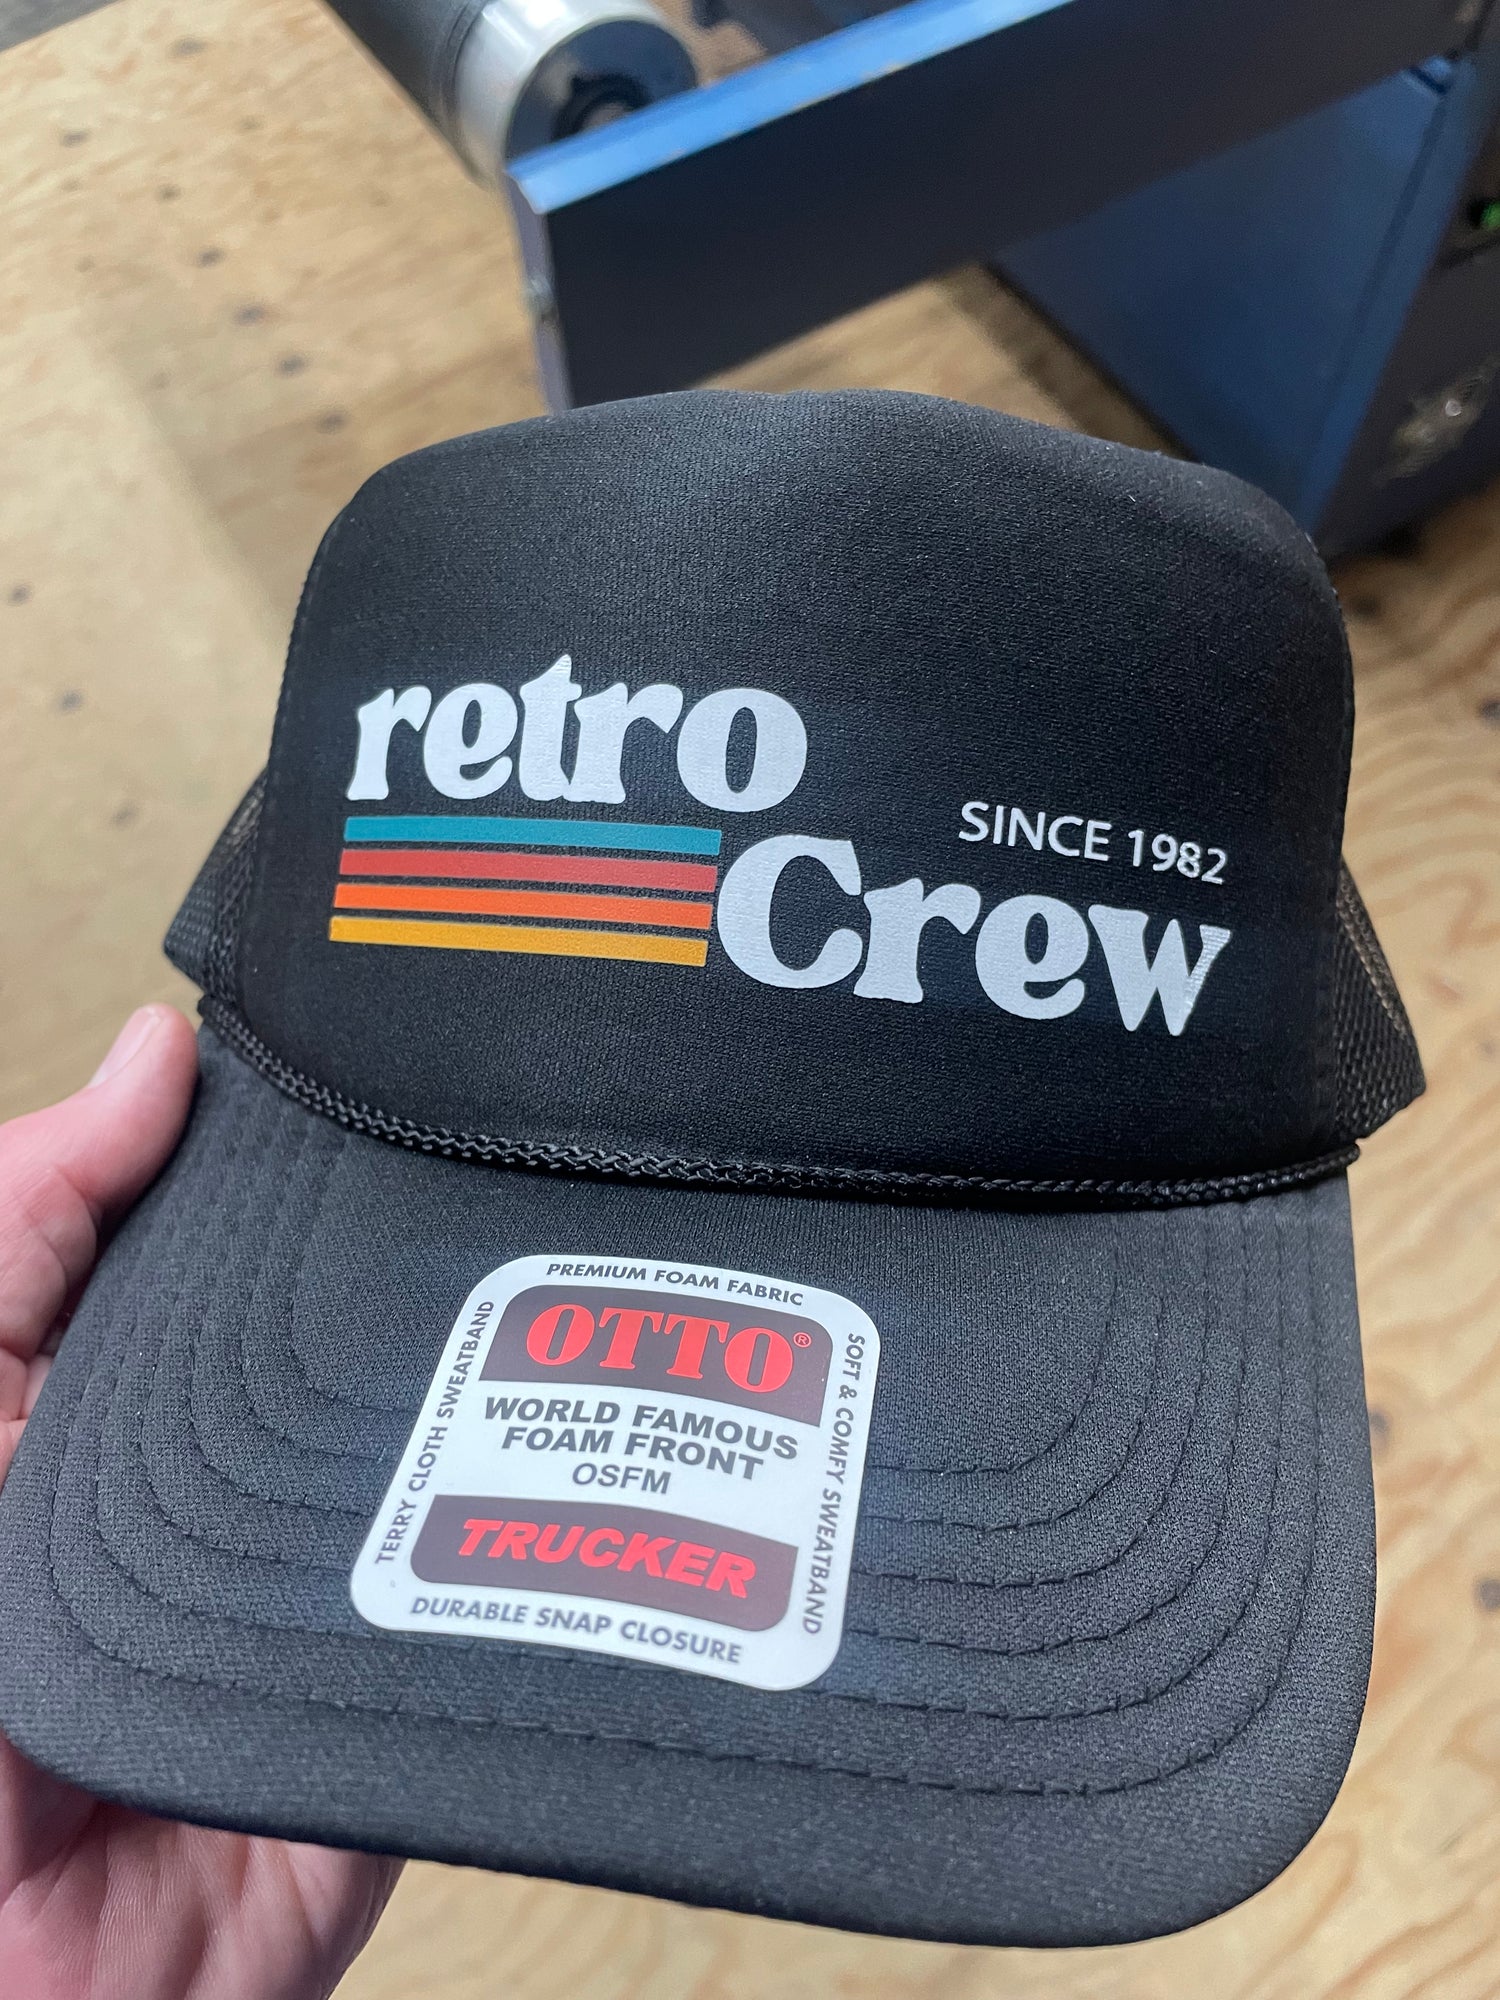 retro
SINCE 1982
Crew
PREMIUM FOAM FABRIC
OTTO®
WORLD FAMOUS
FOAM FRONT
OSFM
TRUCKER
DURABLE SNAP CLOSURE
TERRY CLOTH SWEATBAND
SOFT & COMFY SWEATBAND